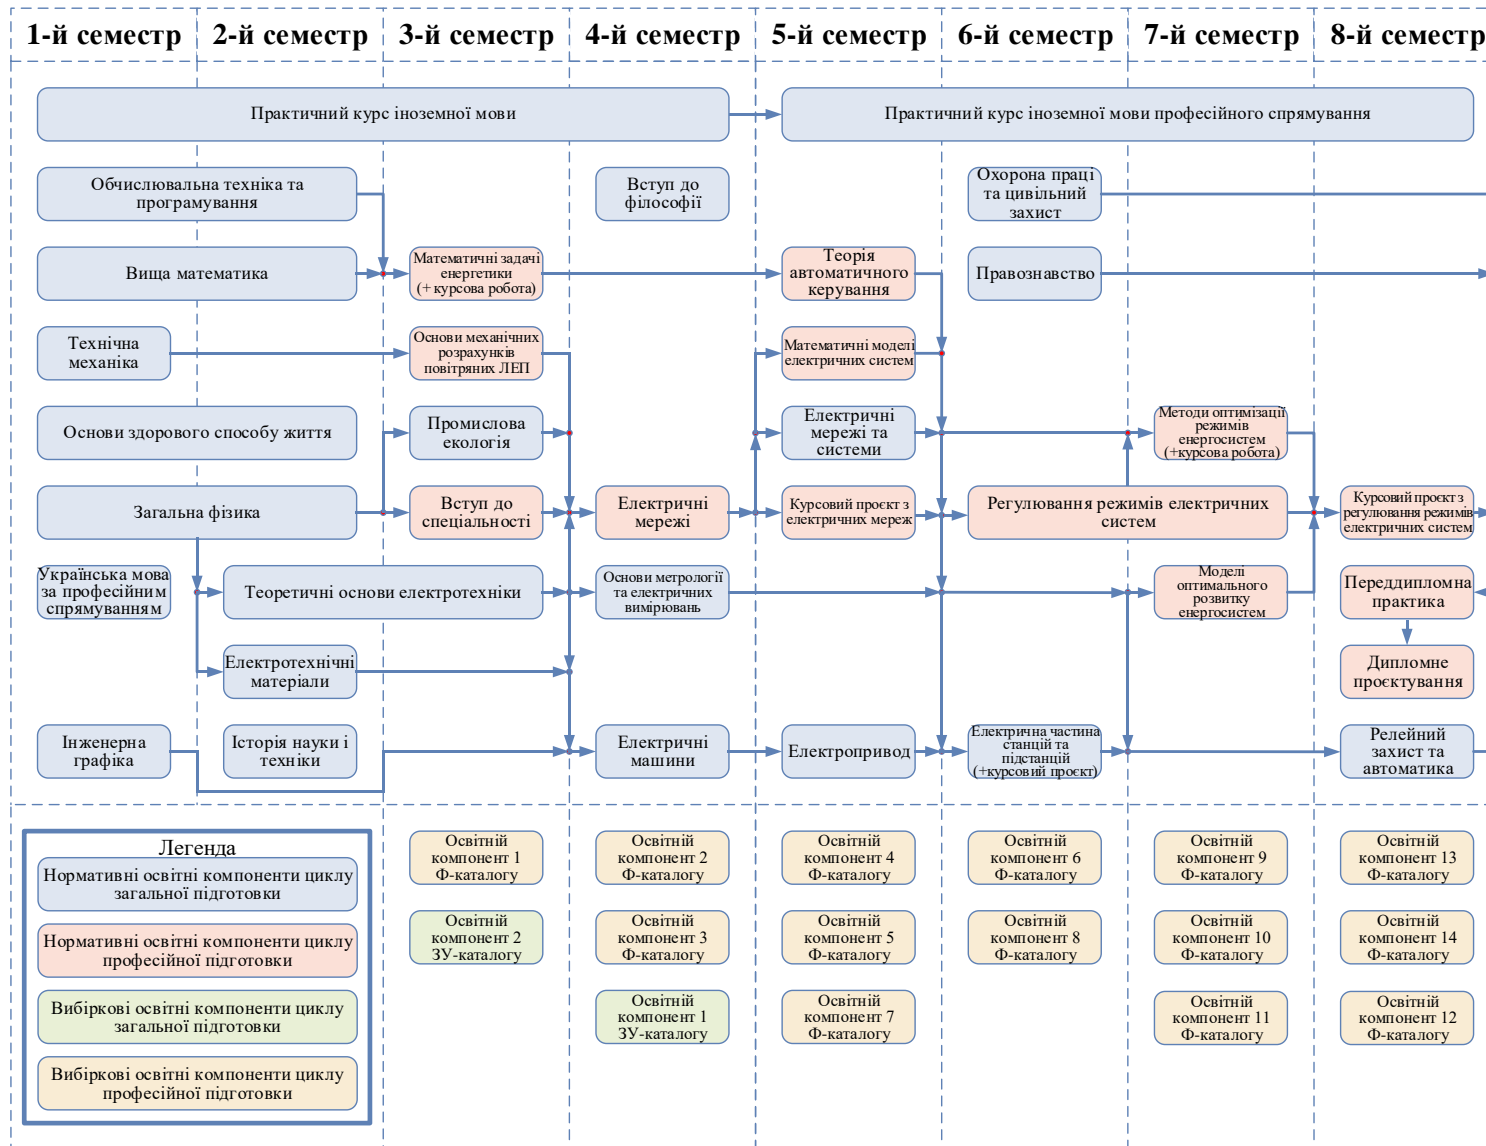 1-й семестр
2-й семестр
3-й семестр
4-й семестр
5-й семестр
6-й семестр
7-й семестр
8-й семестр
Практичний курс іноземної мови
Практичний курс іноземної мови професійного спрямування
Обчислювальна техніка та
програмування
Вступ до
філософії
Охорона праці
та цивільний
захист
Вища математика
Математичні задачі
енергетики
(+ курсова робота)
Теорія
автоматичного
керування
Правознавство
Технічна
механіка
Основи механічних
розрахунків
повітряних ЛЕП
Математичні моделі
електричних систем
Основи здорового способу життя
Промислова
екологія
Електричні
мережі та
системи
Методи оптимізації
режимів
енергосистем
(+курсова робота)
Загальна фізика
Вступ до
спеціальності
Електричні
мережі
Курсовий проєкт з
електричних мереж
Регулювання режимів електричних
систем
Курсовий проєкт з
регулювання режимів
електричних систем
Українська мова
за професійним
спрямуванням
Теоретичні основи електротехніки
Основи метрології
та електричних
вимірювань
Моделі
оптимального
розвитку
енергосистем
Переддипломна
практика
Електротехнічні
матеріали
Дипломне
проєктування
Інженерна
графіка
Історія науки і
техніки
Електричні
машини
Електропривод
Електрична частина
станцій та
підстанцій
(+курсовий проєкт)
Релейний
захист та
автоматика
Легенда
Нормативні освітні компоненти циклу
загальної підготовки
Нормативні освітні компоненти циклу
професійної підготовки
Вибіркові освітні компоненти циклу
загальної підготовки
Вибіркові освітні компоненти циклу
професійної підготовки
Освітній
компонент 1
Ф-каталогу
Освітній
компонент 2
Ф-каталогу
Освітній
компонент 4
Ф-каталогу
Освітній
компонент 6
Ф-каталогу
Освітній
компонент 9
Ф-каталогу
Освітній
компонент 13
Ф-каталогу
Освітній
компонент 2
ЗУ-каталогу
Освітній
компонент 3
Ф-каталогу
Освітній
компонент 5
Ф-каталогу
Освітній
компонент 8
Ф-каталогу
Освітній
компонент 10
Ф-каталогу
Освітній
компонент 14
Ф-каталогу
Освітній
компонент 1
ЗУ-каталогу
Освітній
компонент 7
Ф-каталогу
Освітній
компонент 11
Ф-каталогу
Освітній
компонент 12
Ф-каталогу